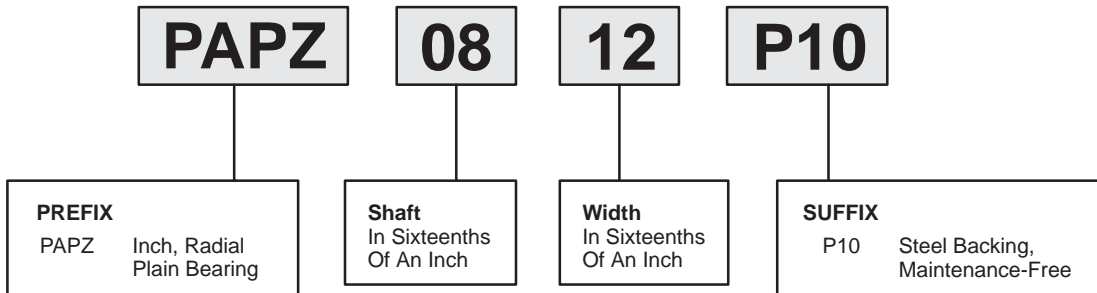 PAPZ 08 12 P10
PREFIX
PAPZ Inch, Radial
Plain Bearing
Shaft
In Sixteenths
Of An Inch
Width
In Sixteenths
Of An Inch
SUFFIX
P10 Steel Backing,
Maintenance-Free